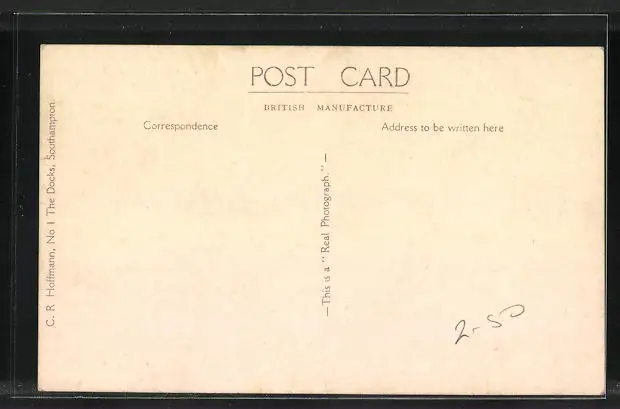 POST CARD
BRITISH MANUFACTURE
Correspondence
Address to be written here
C. R Hoffmann, No 1 The Docks, Southampton.
—This is a "Real Photograph."—
2-50